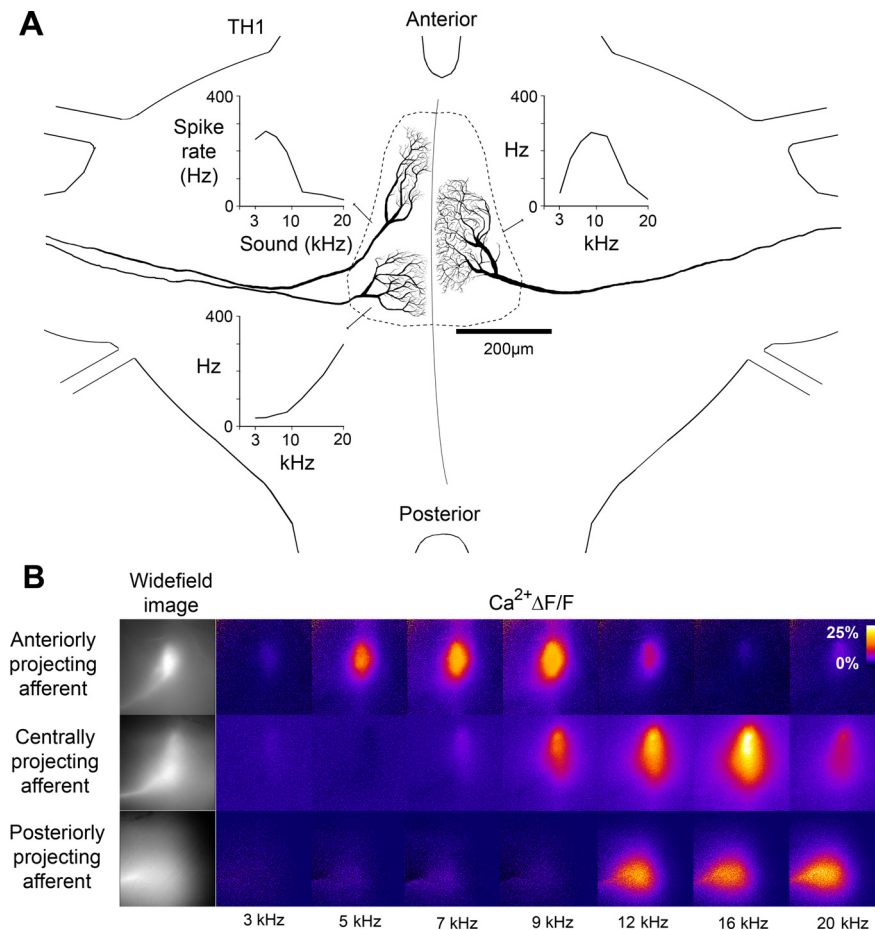 A
TH1
Anterior
400
Spike
rate
(Hz)
0
3 10 20
Sound (kHz)
400
Hz
0
3 10 20
kHz
400
Hz
0
3 10 20
kHz
200µm
Posterior
B
Widefield
image
Ca2+ ΔF/F
Anteriorly
projecting
afferent
25%
0%
Centrally
projecting
afferent
Posteriorly
projecting
afferent
3 kHz 5 kHz 7 kHz 9 kHz 12 kHz 16 kHz 20 kHz